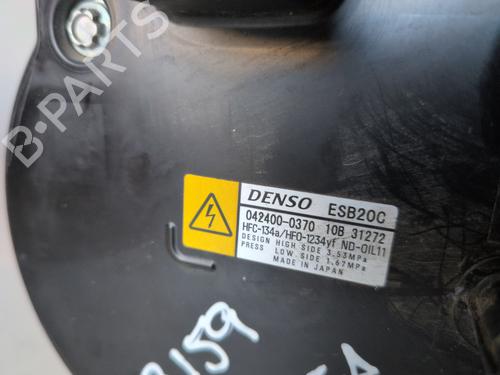 B-PARTS
DENSO ESB20C
042400-0370 10B 31272
HFC-134a/HFO-1234yf ND-OIL11
DESIGN HIGH SIDE 3.53MPa
PRESS LOW SIDE 1.67MPa
MADE IN JAPAN
159